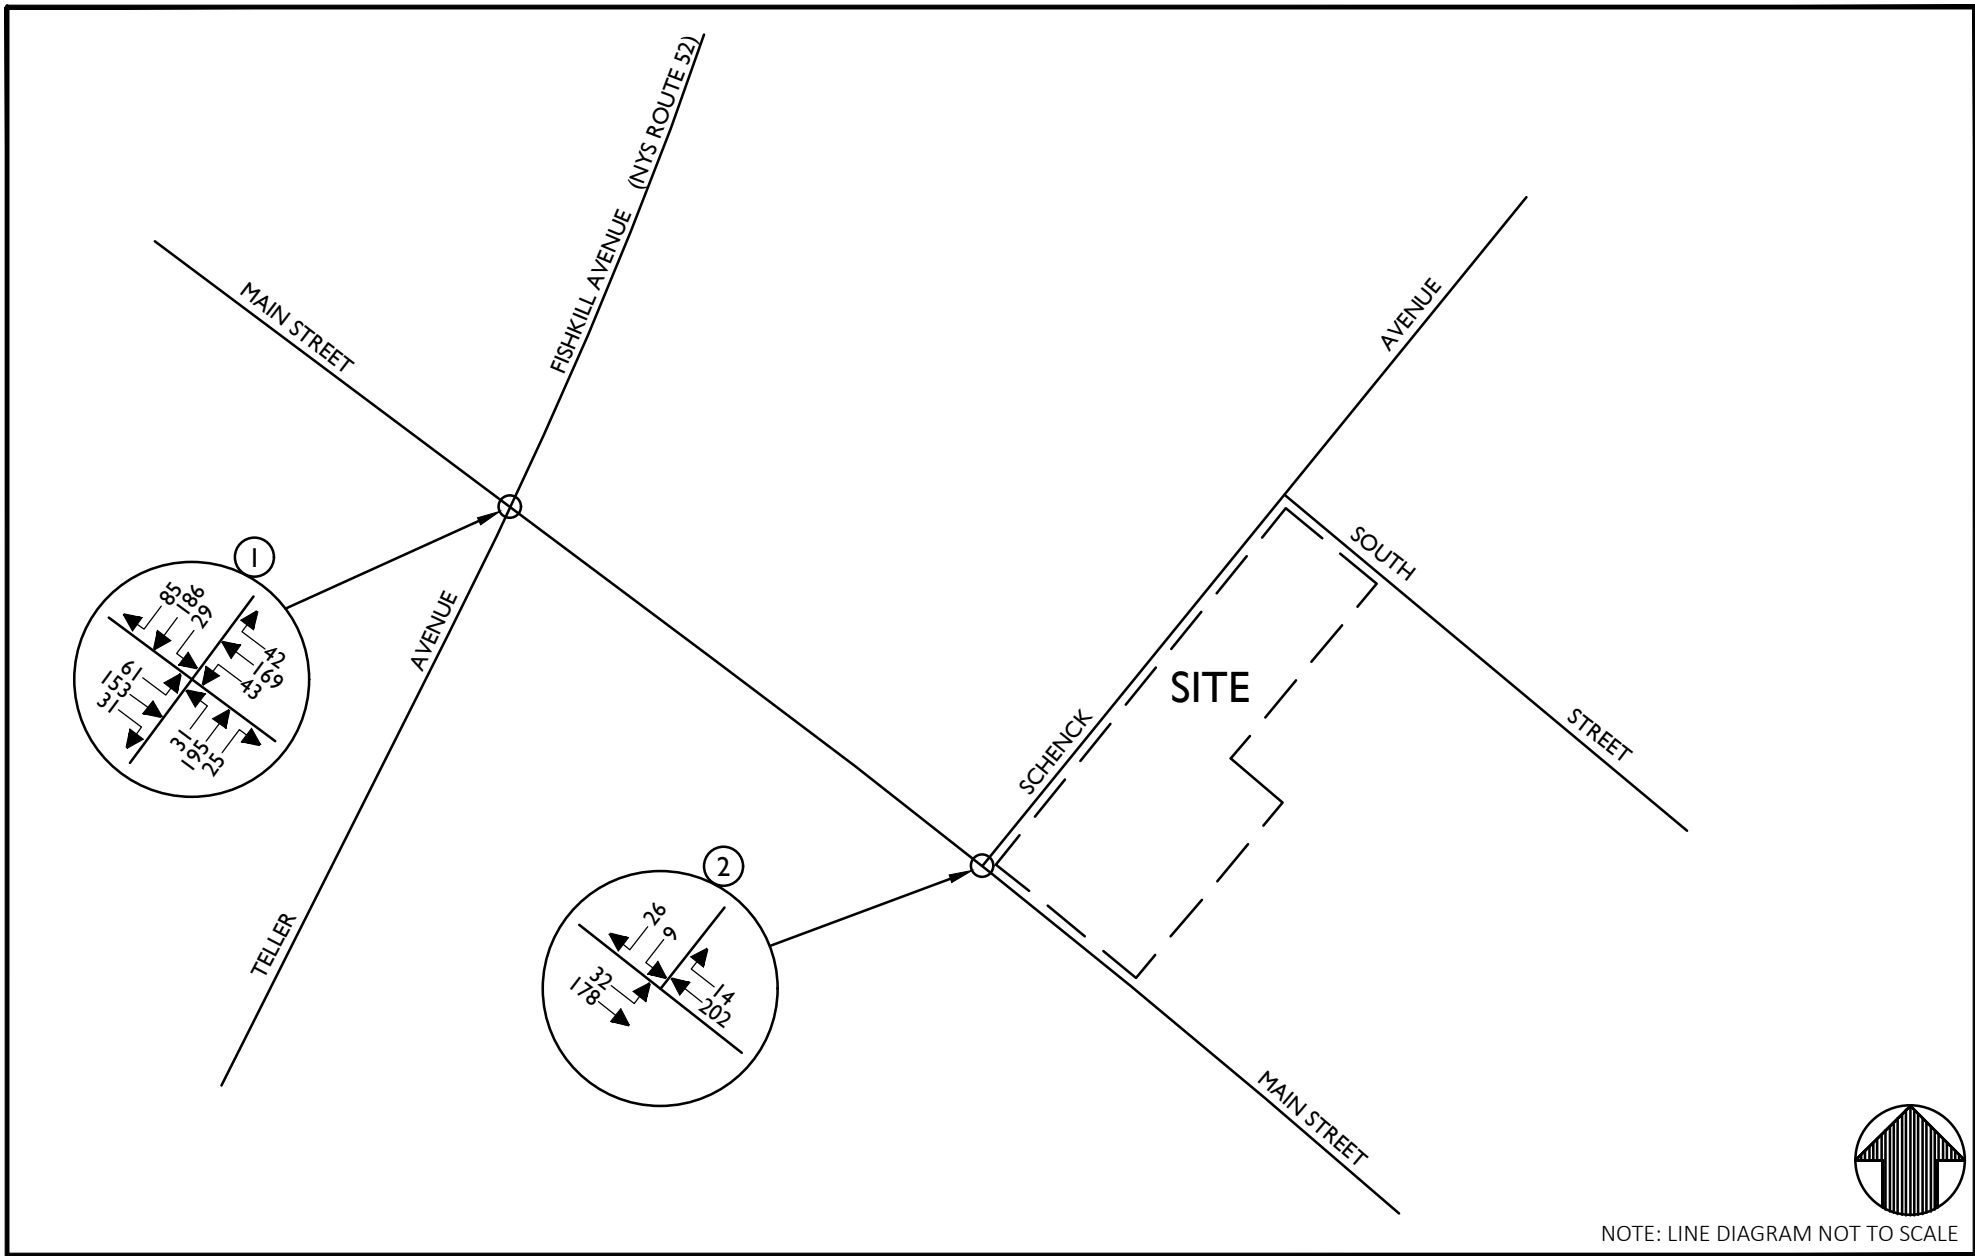 FISHKILL AVENUE (NYS ROUTE 52)
MAIN STREET
AVENUE
SOUTH
1
85
186
29
42
169
43
61
153
31
31
195
25
AVENUE
SITE
SCHENCK
STREET
2
26
9
14
202
32
178
TELLER
MAIN STREET
NOTE: LINE DIAGRAM NOT TO SCALE